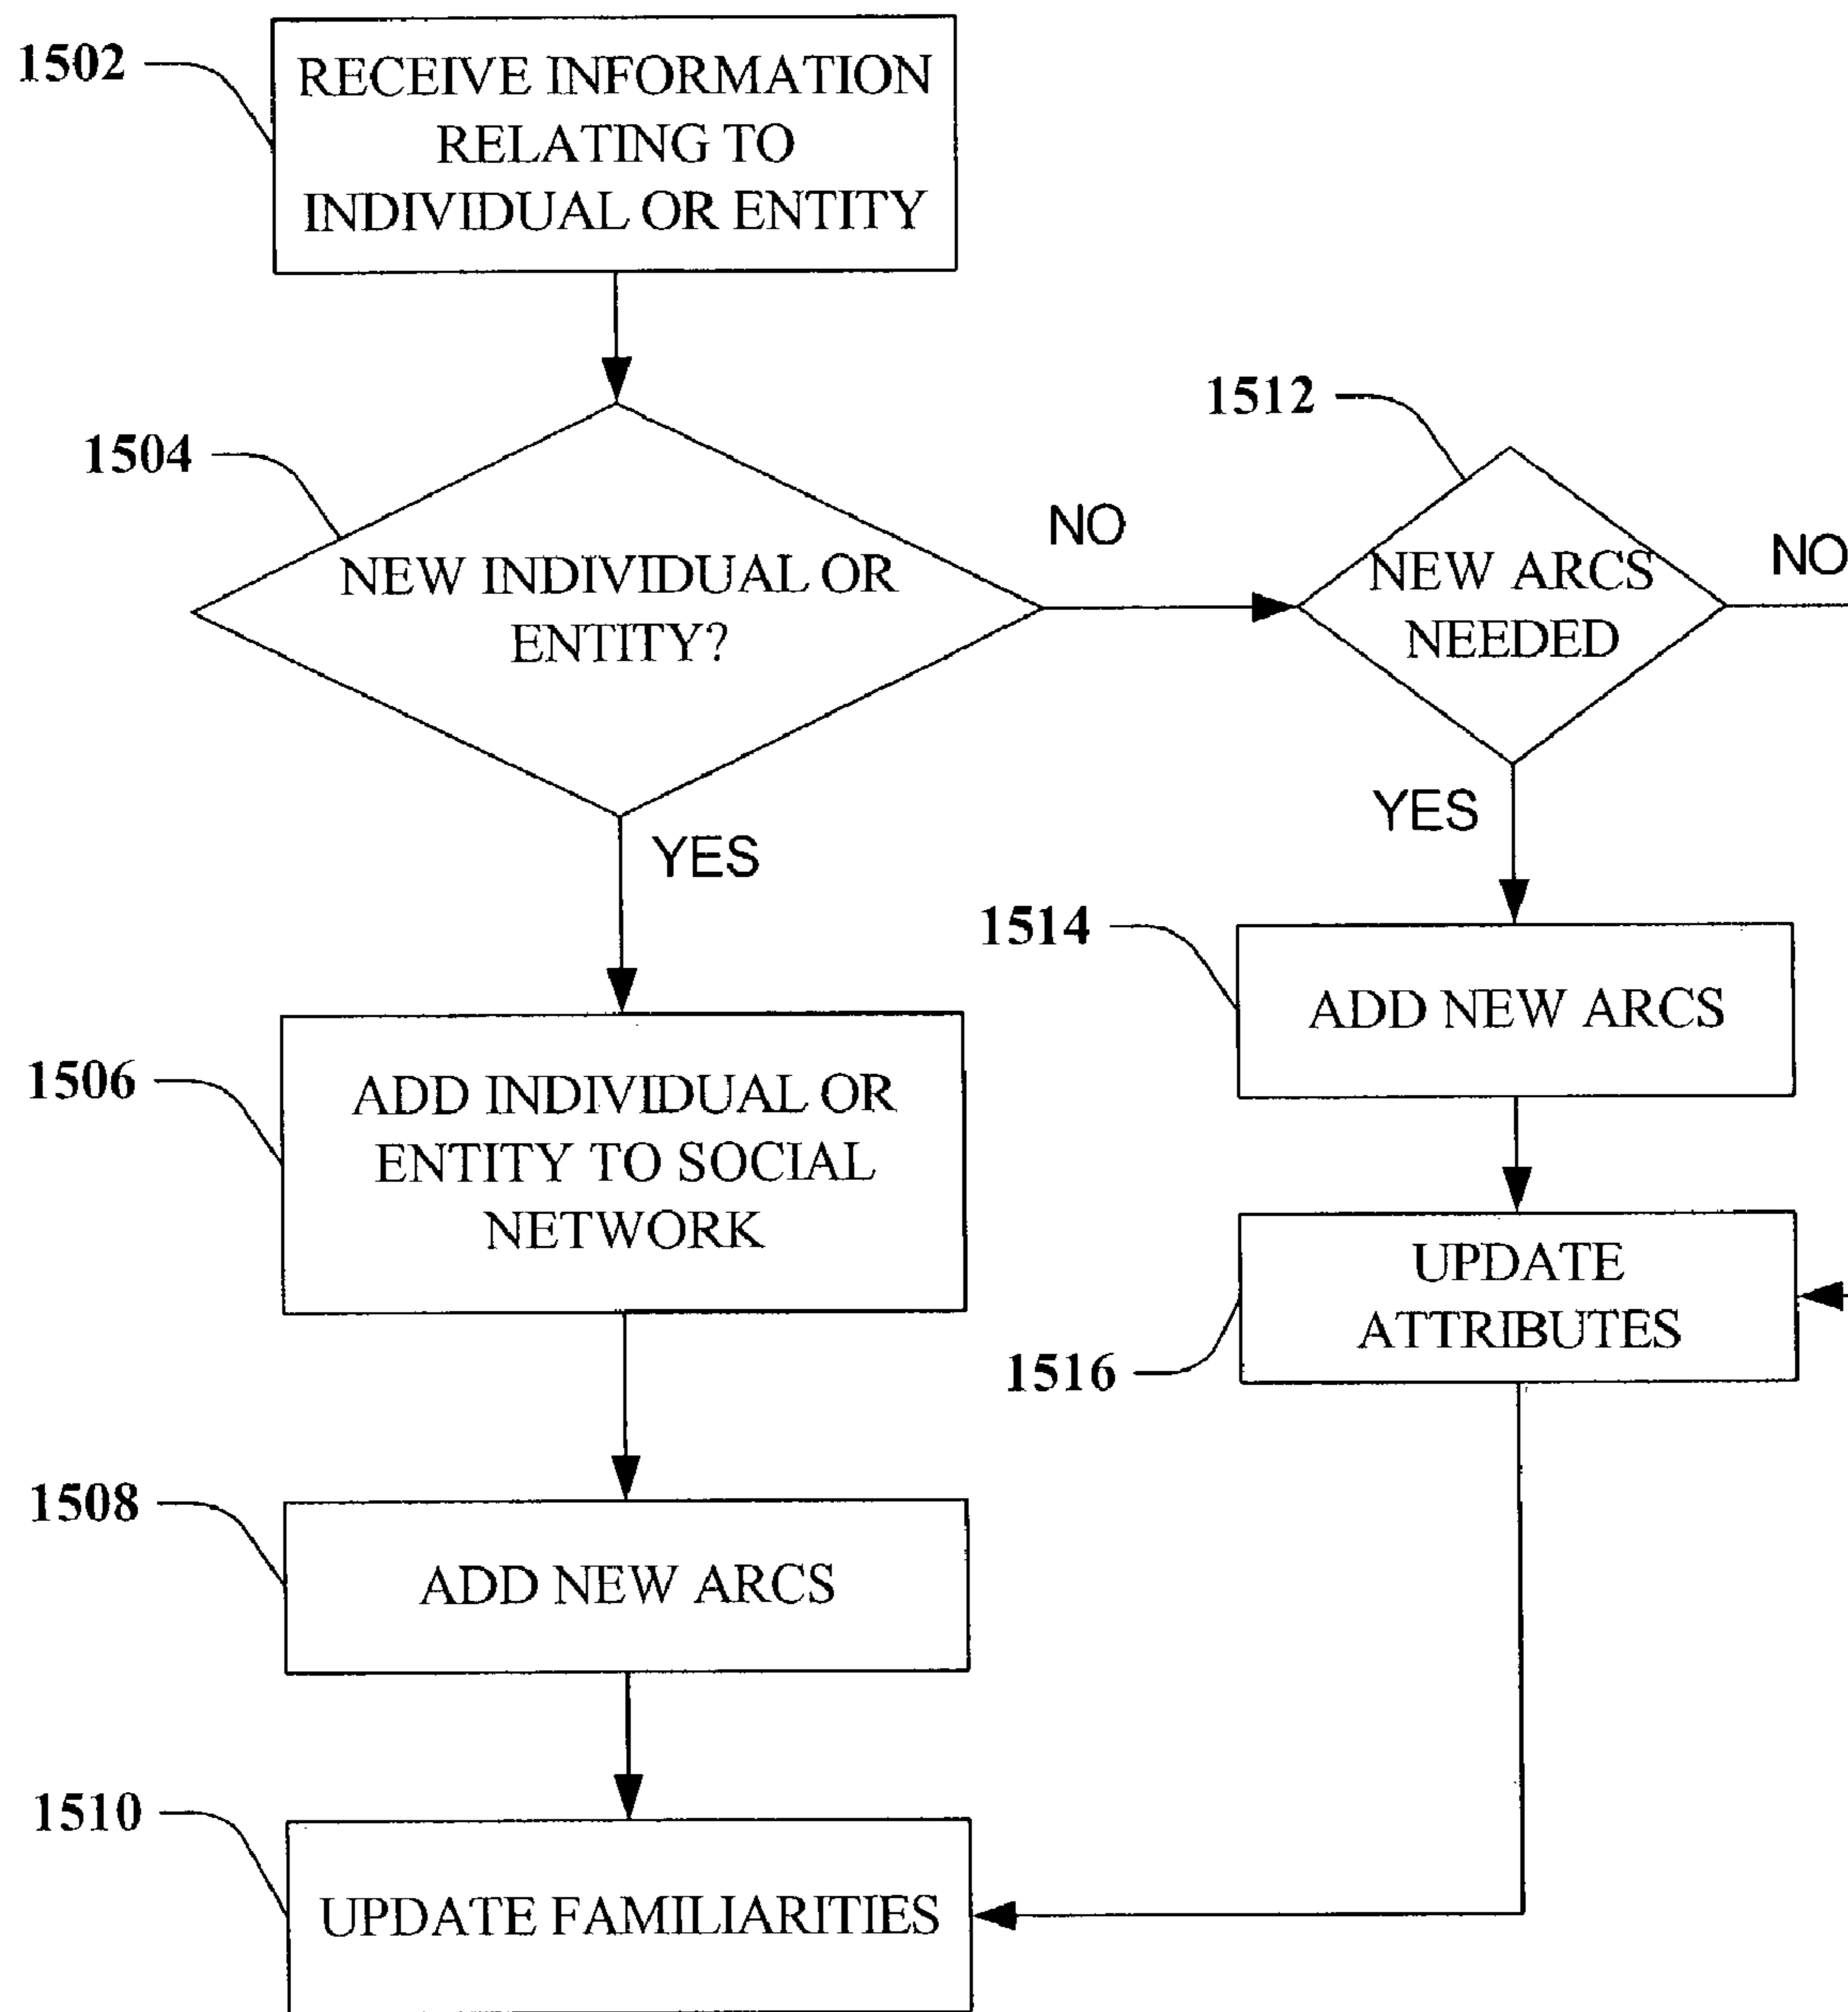 1502
RECEIVE INFORMATION
RELATING TO
INDIVIDUAL OR ENTITY
1504
NEW INDIVIDUAL OR
ENTITY?
NO
YES
1512
NEW ARCS
NEEDED
NO
YES
1506
ADD INDIVIDUAL OR
ENTITY TO SOCIAL
NETWORK
1514
ADD NEW ARCS
1516
UPDATE
ATTRIBUTES
1508
ADD NEW ARCS
1510
UPDATE FAMILIARITIES